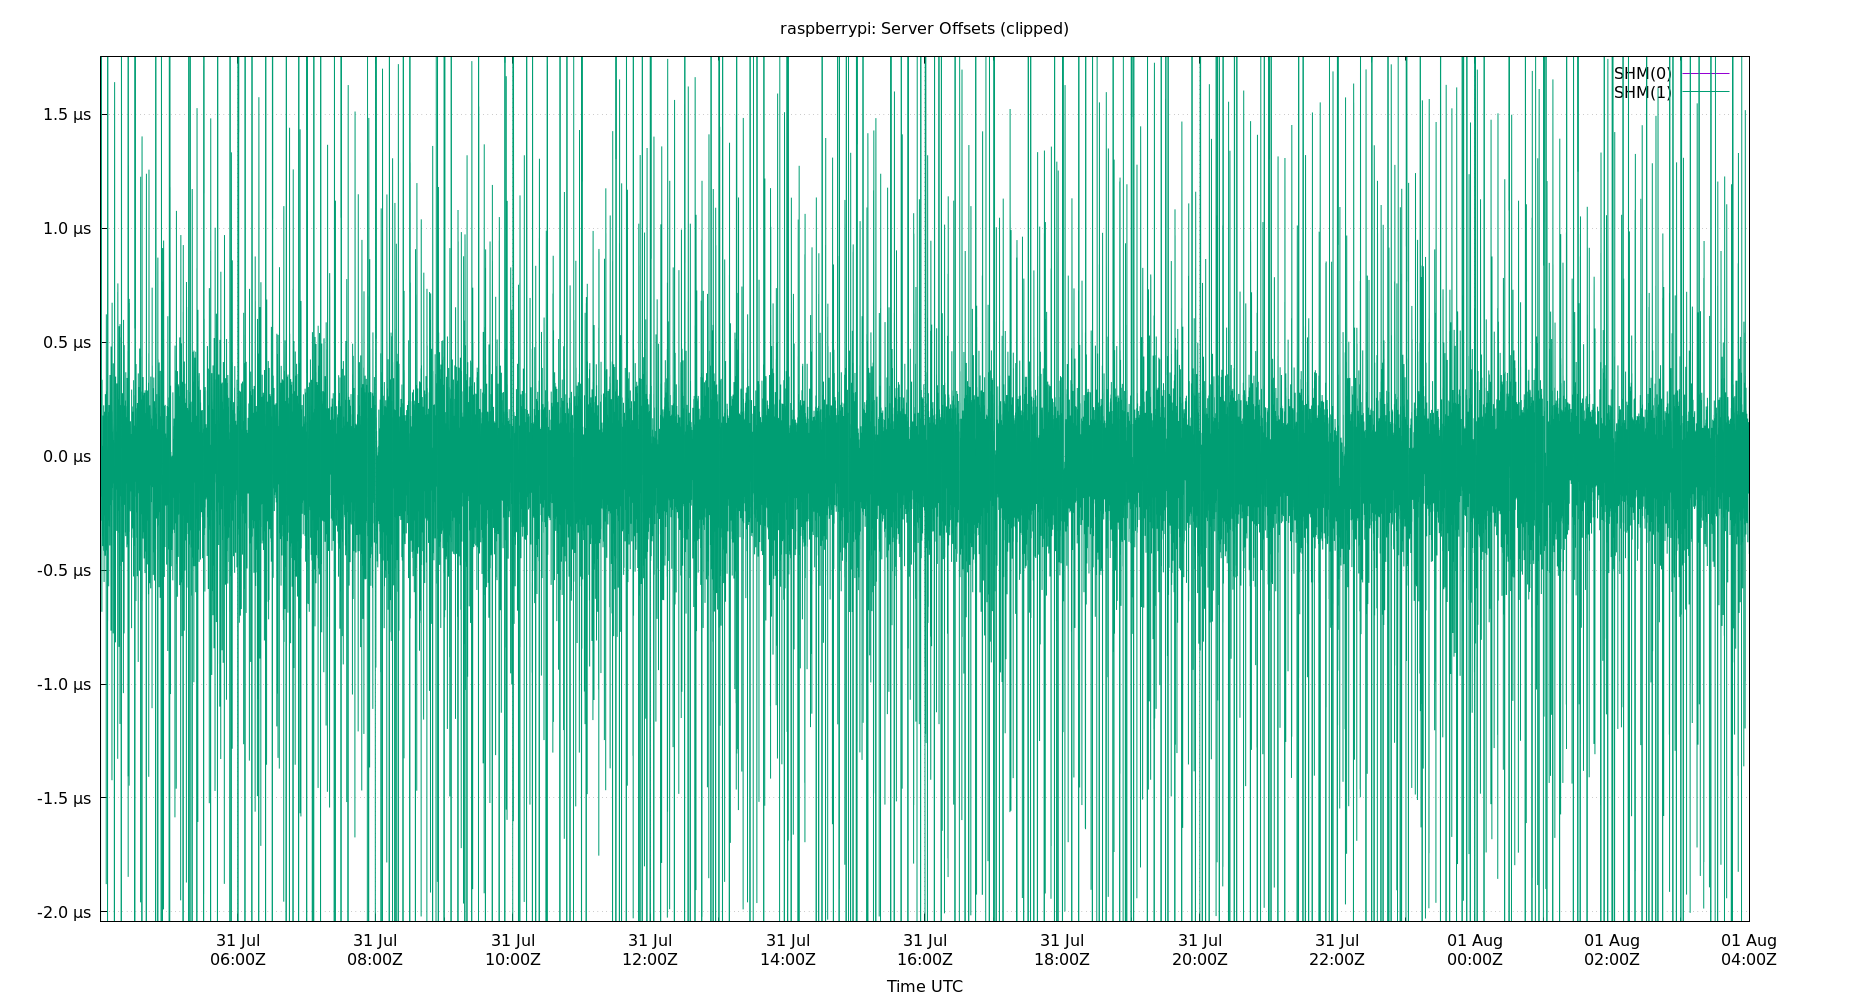 raspberrypi: Server Offsets (clipped)
SHM(0)
SHM(1)
1.5 µs
1.0 µs
0.5 µs
0.0 µs
-0.5 µs
-1.0 µs
-1.5 µs
-2.0 µs
31 Jul 31 Jul 31 Jul 31 Jul 31 Jul 31 Jul 31 Jul 31 Jul 31 Jul 01 Aug 01 Aug 01 Aug
06:00Z 08:00Z 10:00Z 12:00Z 14:00Z 16:00Z 18:00Z 20:00Z 22:00Z 00:00Z 02:00Z 04:00Z
Time UTC